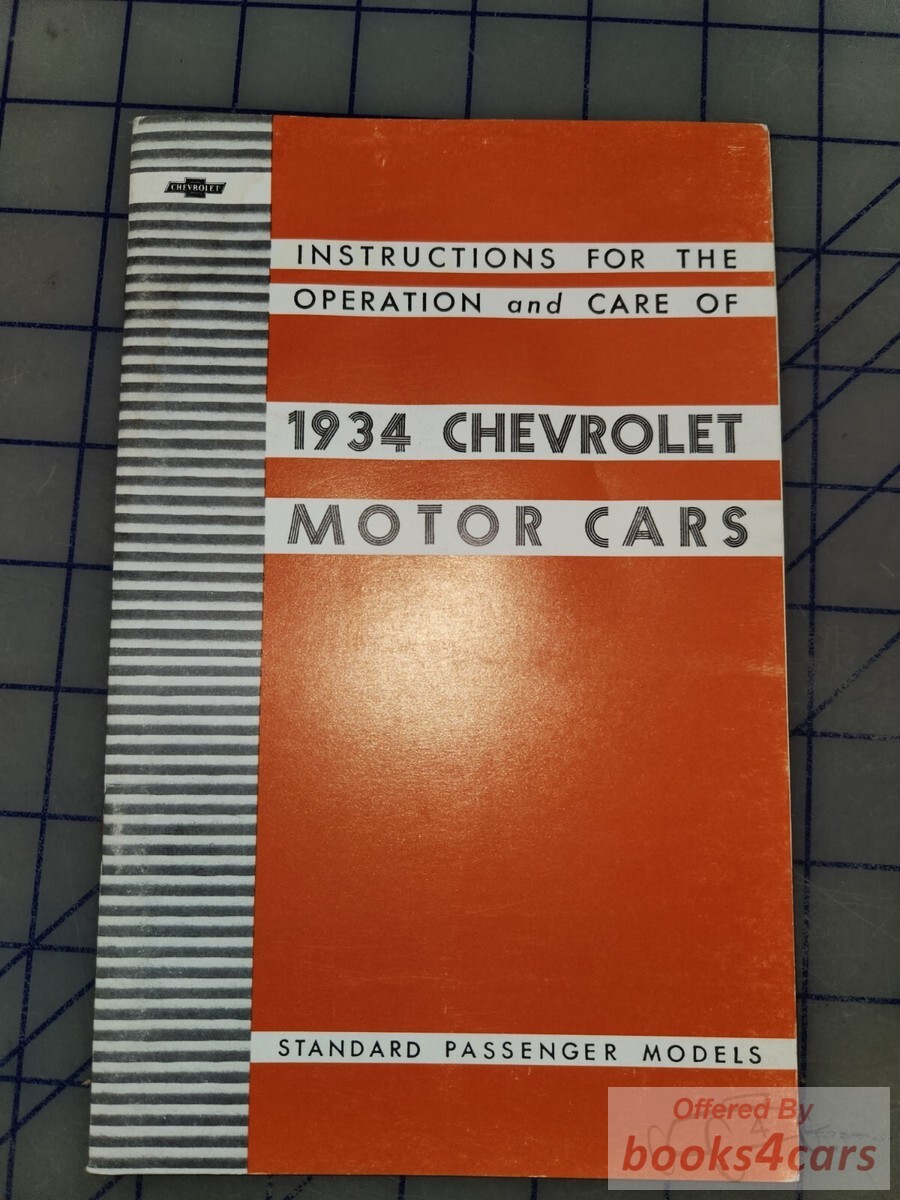 CHEVROLET
INSTRUCTIONS FOR THE
OPERATION and CARE OF
1934 CHEVROLET
MOTOR CARS
STANDARD PASSENGER MODELS
Offered By
books4cars